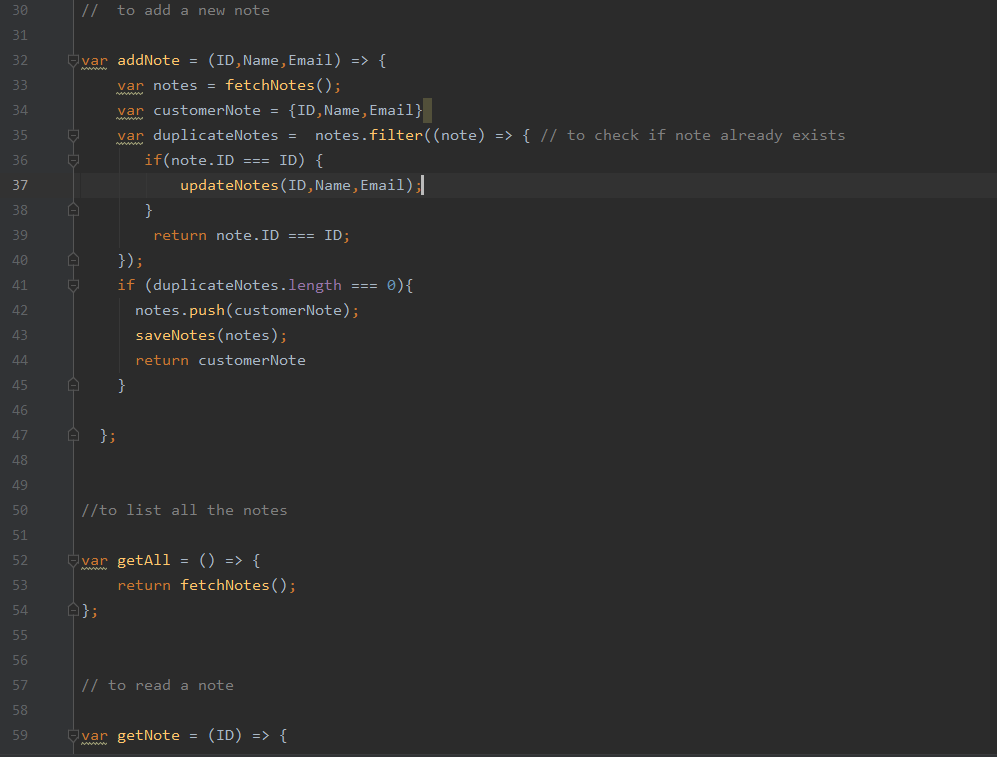 30 // to add a new note
31
32 var addNote = (ID,Name,Email) => {
33 var notes = fetchNotes();
34 var customerNote = {ID,Name,Email}
35 var duplicateNotes = notes.filter((note) => { // to check if note already exists
36 if(note.ID === ID) {
37 updateNotes(ID,Name,Email);
38 }
39 return note.ID === ID;
40 });
41 if (duplicateNotes.length === 0){
42 notes.push(customerNote);
43 saveNotes(notes);
44 return customerNote
45 }
46
47 };
48
49
50 //to list all the notes
51
52 var getAll = () => {
53 return fetchNotes();
54 };
55
56
57 // to read a note
58
59 var getNote = (ID) => {